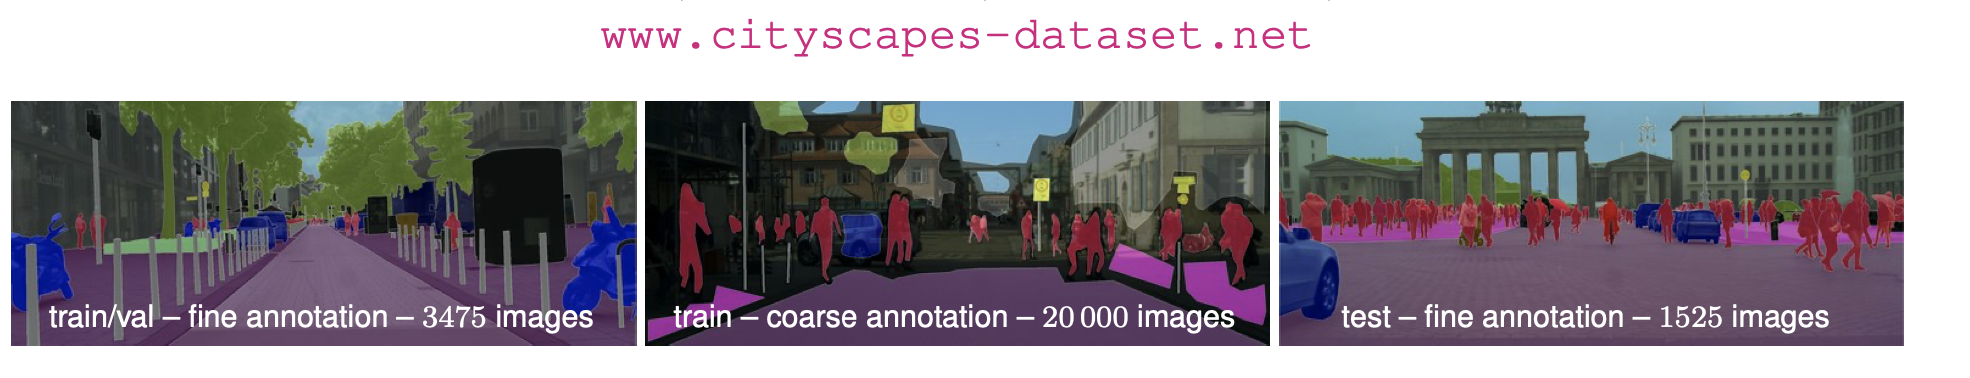 www.cityscapes-dataset.net
train/val – fine annotation – 3475 images
train – coarse annotation – 20 000 images
test – fine annotation – 1525 images